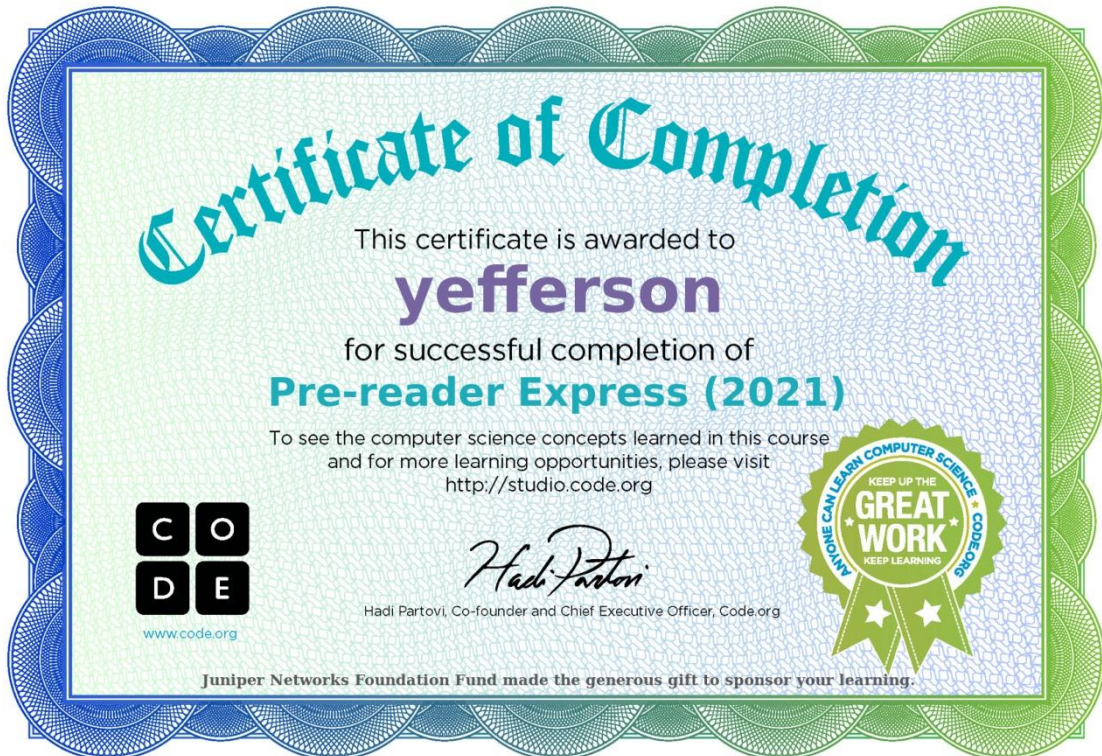 Certificate of Completion
This certificate is awarded to
yefferson
for successful completion of
Pre-reader Express (2021)
To see the computer science concepts learned in this course
and for more learning opportunities, please visit
http://studio.code.org
C O
D E
www.code.org
Hadi Partovi
Hadi Partovi, Co-founder and Chief Executive Officer, Code.org
ANYONE CAN LEARN COMPUTER SCIENCE ★ CODE.ORG
KEEP UP THE
GREAT
WORK
KEEP LEARNING
Juniper Networks Foundation Fund made the generous gift to sponsor your learning.